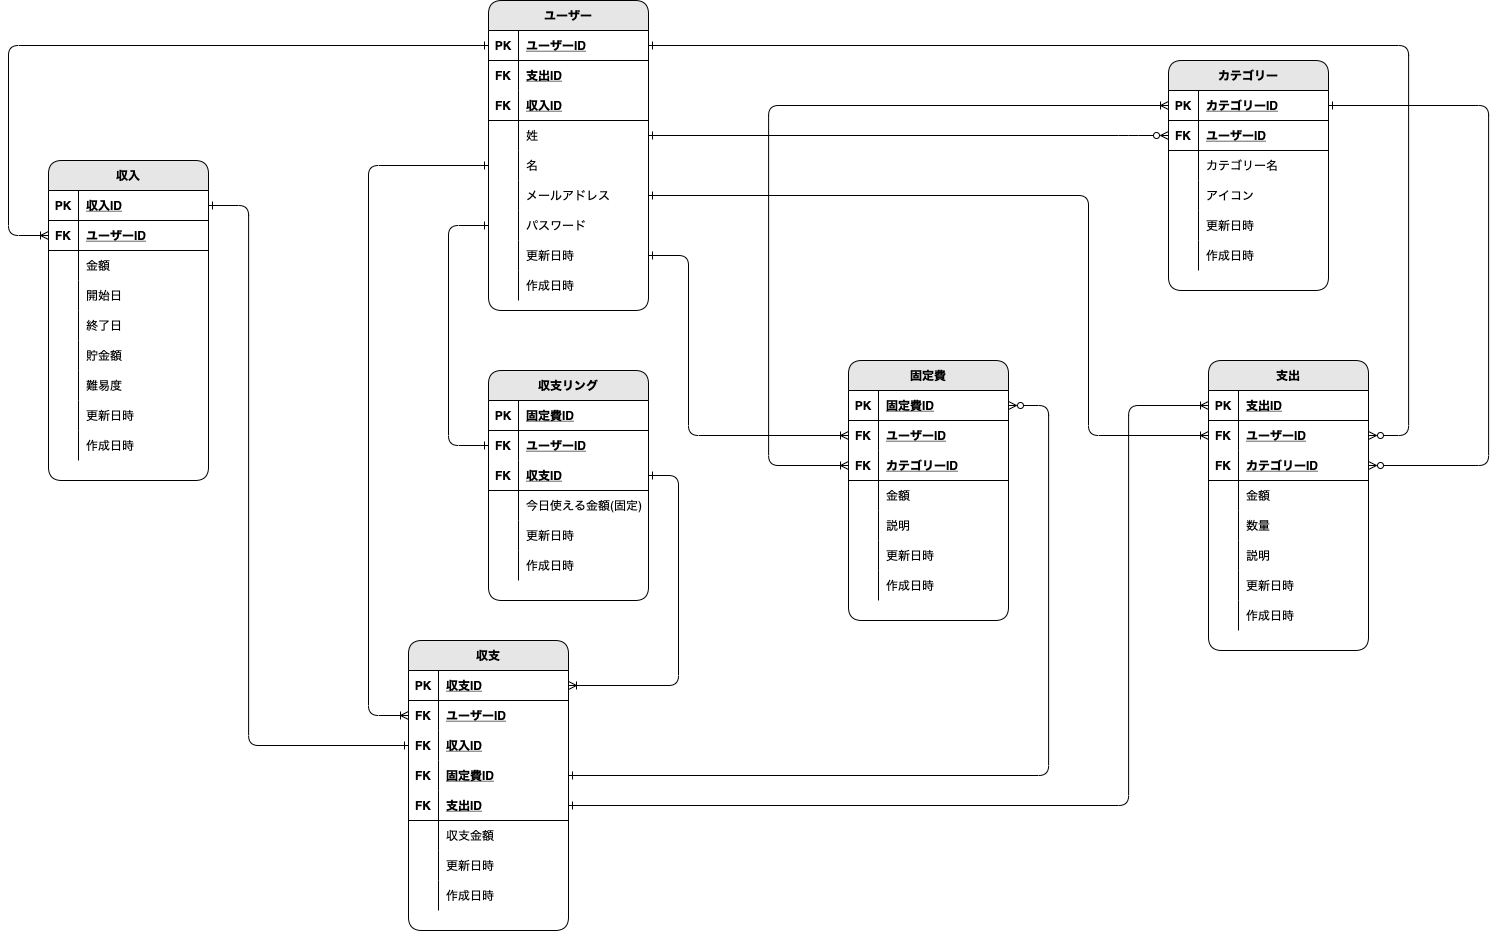 ユーザー
PK ユーザーID
FK 支出ID
FK 収入ID
姓
名
メールアドレス
パスワード
更新日時
作成日時
カテゴリー
PK カテゴリーID
FK ユーザーID
カテゴリー名
アイコン
更新日時
作成日時
収入
PK 収入ID
FK ユーザーID
金額
開始日
終了日
貯金額
難易度
更新日時
作成日時
収支リング
PK 固定費ID
FK ユーザーID
FK 収支ID
今日使える金額(固定)
更新日時
作成日時
固定費
PK 固定費ID
FK ユーザーID
FK カテゴリーID
金額
説明
更新日時
作成日時
支出
PK 支出ID
FK ユーザーID
FK カテゴリーID
金額
数量
説明
更新日時
作成日時
収支
PK 収支ID
FK ユーザーID
FK 収入ID
FK 固定費ID
FK 支出ID
収支金額
更新日時
作成日時